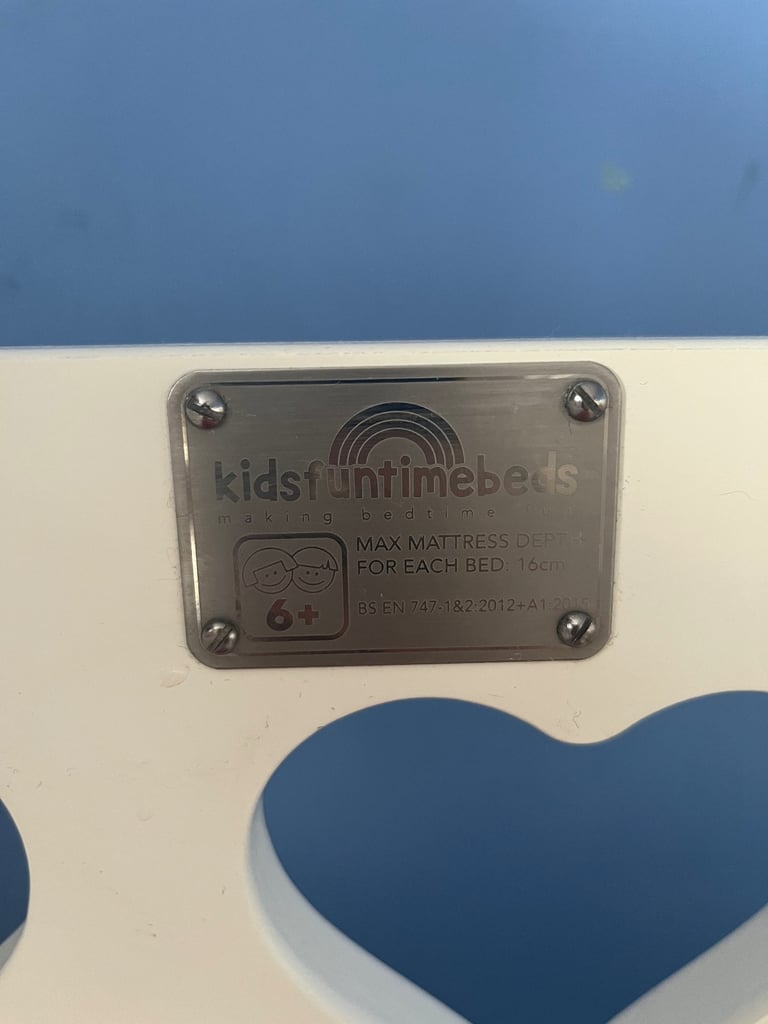 kidsfuntimebeds
making bedtime fun
MAX MATTRESS DEPTH
FOR EACH BED: 16cm
6+
BS EN 747-1&2:2012+A1:2015